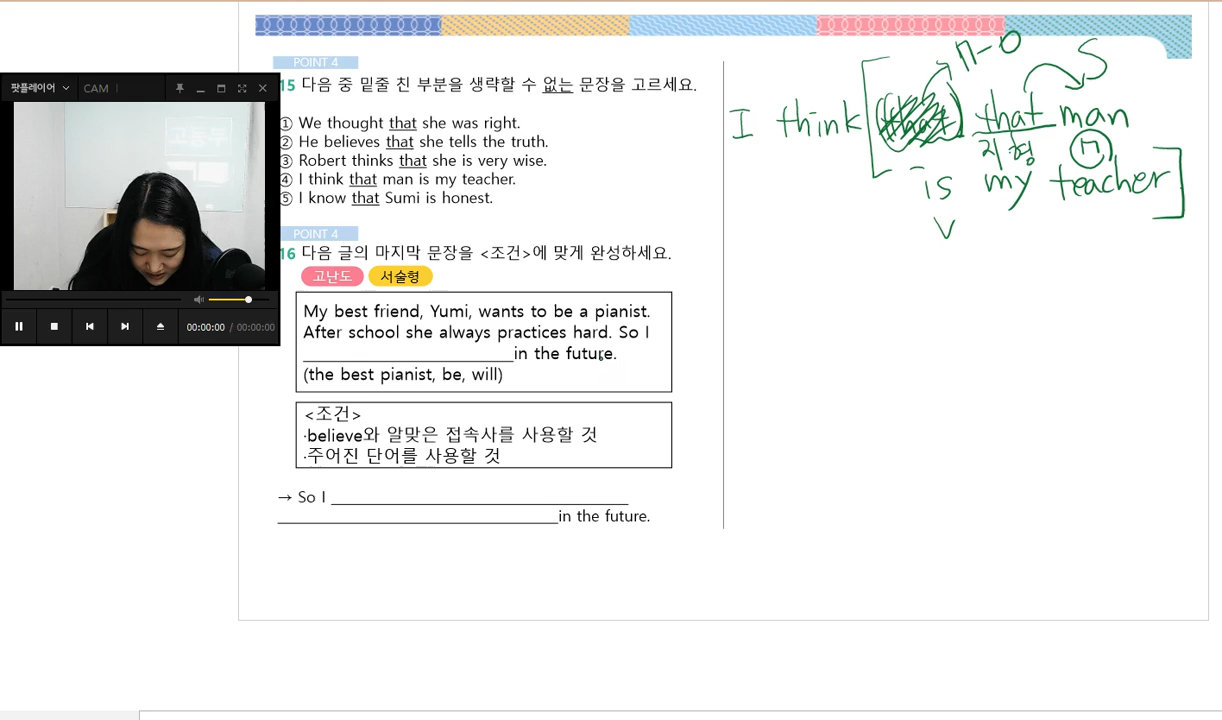 POINT 4
15 다음 중 밑줄 친 부분을 생략할 수 없는 문장을 고르세요.
① We thought that she was right.
② He believes that she tells the truth.
③ Robert thinks that she is very wise.
④ I think that man is my teacher.
⑤ I know that Sumi is honest.
POINT 4
16 다음 글의 마지막 문장을 <조건>에 맞게 완성하세요.
고난도 서술형
My best friend, Yumi, wants to be a pianist.
After school she always practices hard. So I
____________________in the future.
(the best pianist, be, will)
<조건>
·believe와 알맞은 접속사를 사용할 것
·주어진 단어를 사용할 것
→ So I ____________________
____________________in the future.
팟플레이어 CAM
00:00:00 / 00:00:00
S
I think [(that) that man
지형 n
is my teacher]
V